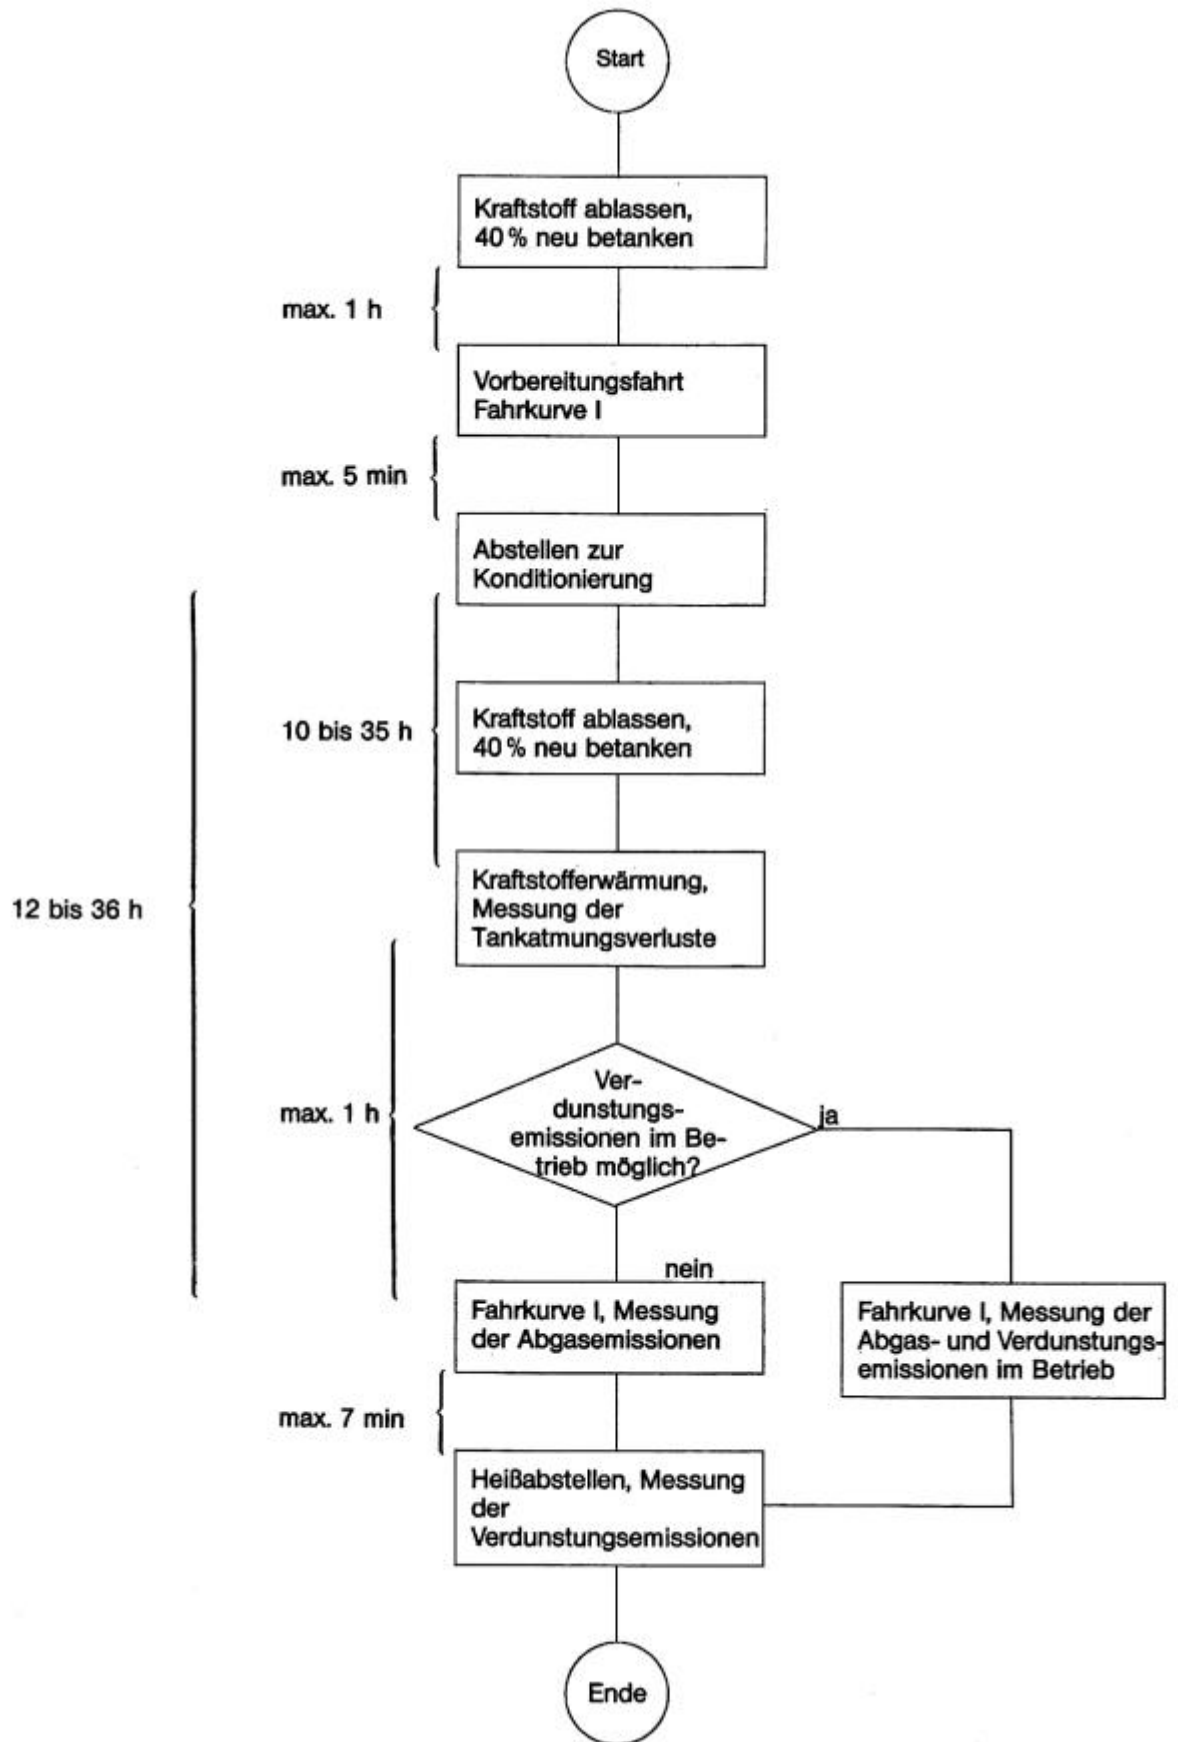 Start
Kraftstoff ablassen,
40 % neu betanken
max. 1 h
Vorbereitungsfahrt
Fahrkurve I
max. 5 min
Abstellen zur
Konditionierung
10 bis 35 h
Kraftstoff ablassen,
40 % neu betanken
Kraftstofferwärmung,
Messung der
Tankatmungsverluste
12 bis 36 h
max. 1 h
Ver-
dunstungs-
emissionen im Be-
trieb möglich?
ja
nein
Fahrkurve I, Messung
der Abgasemissionen
Fahrkurve I, Messung der
Abgas- und Verdunstungs-
emissionen im Betrieb
max. 7 min
Heißabstellen, Messung
der
Verdunstungsemissionen
Ende